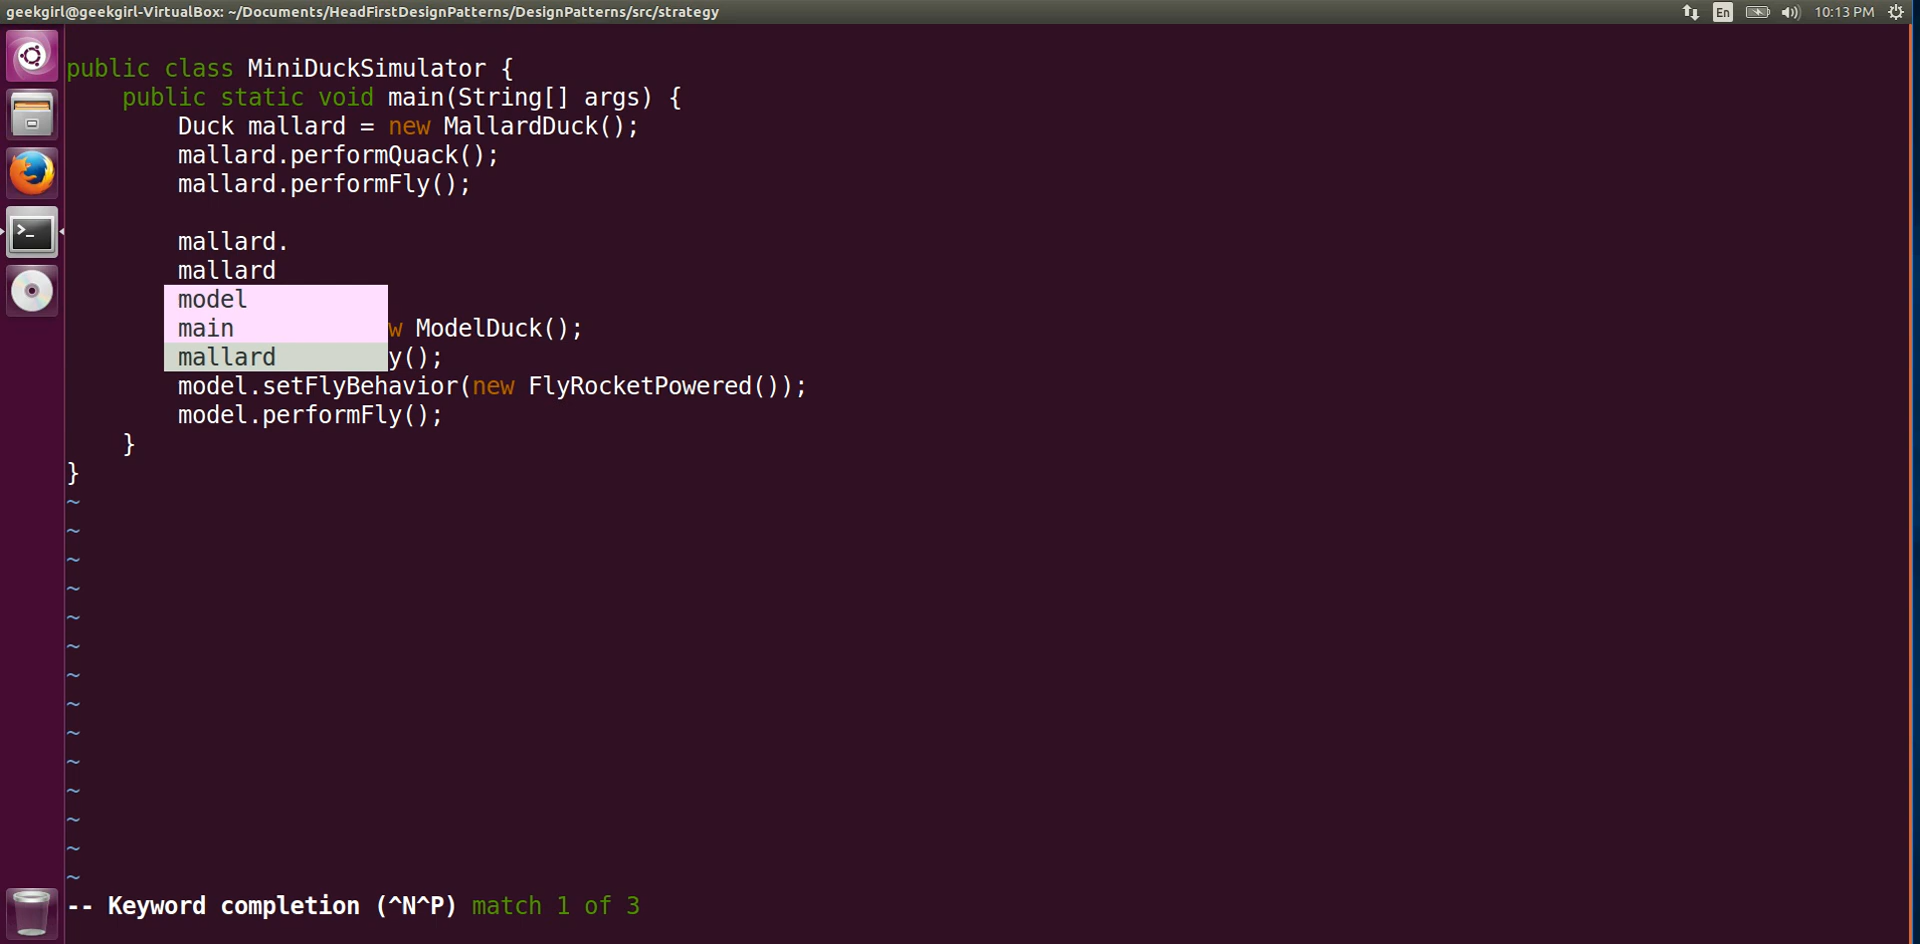 geekgirl@geekgirl-VirtualBox: ~/Documents/HeadFirstDesignPatterns/DesignPatterns/src/strategy En 10:13 PM
public class MiniDuckSimulator {
    public static void main(String[] args) {
        Duck mallard = new MallardDuck();
        mallard.performQuack();
        mallard.performFly();
        mallard.
        mallard
        model
        main w ModelDuck();
        mallard y();
        model.setFlyBehavior(new FlyRocketPowered());
        model.performFly();
    }
}
~
~
~
~
~
~
~
~
~
~
~
~
~
~
-- Keyword completion (^N^P) match 1 of 3